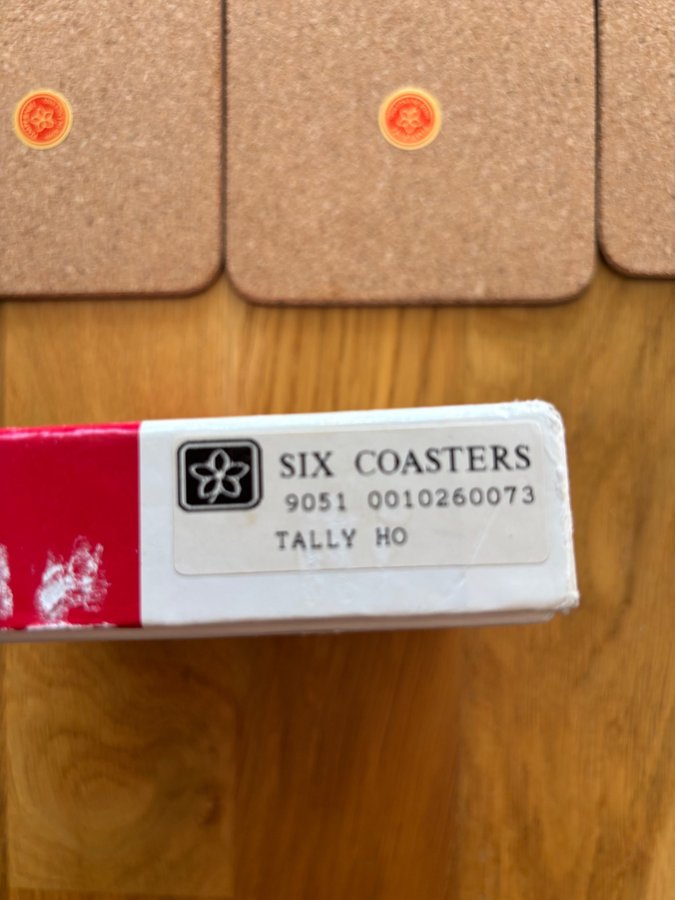 SIX COASTERS
9051 0010260073
TALLY HO